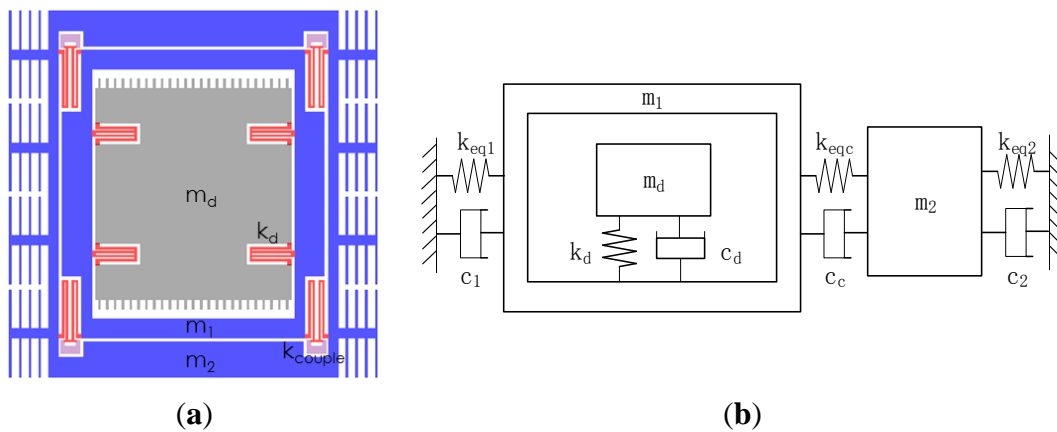 m_d
k_d
m_1
m_2
k_couple
(a)
m_1
k_eq1
k_eqc
k_eq2
m_d
m_2
k_d
c_d
c_1
c_c
c_2
(b)